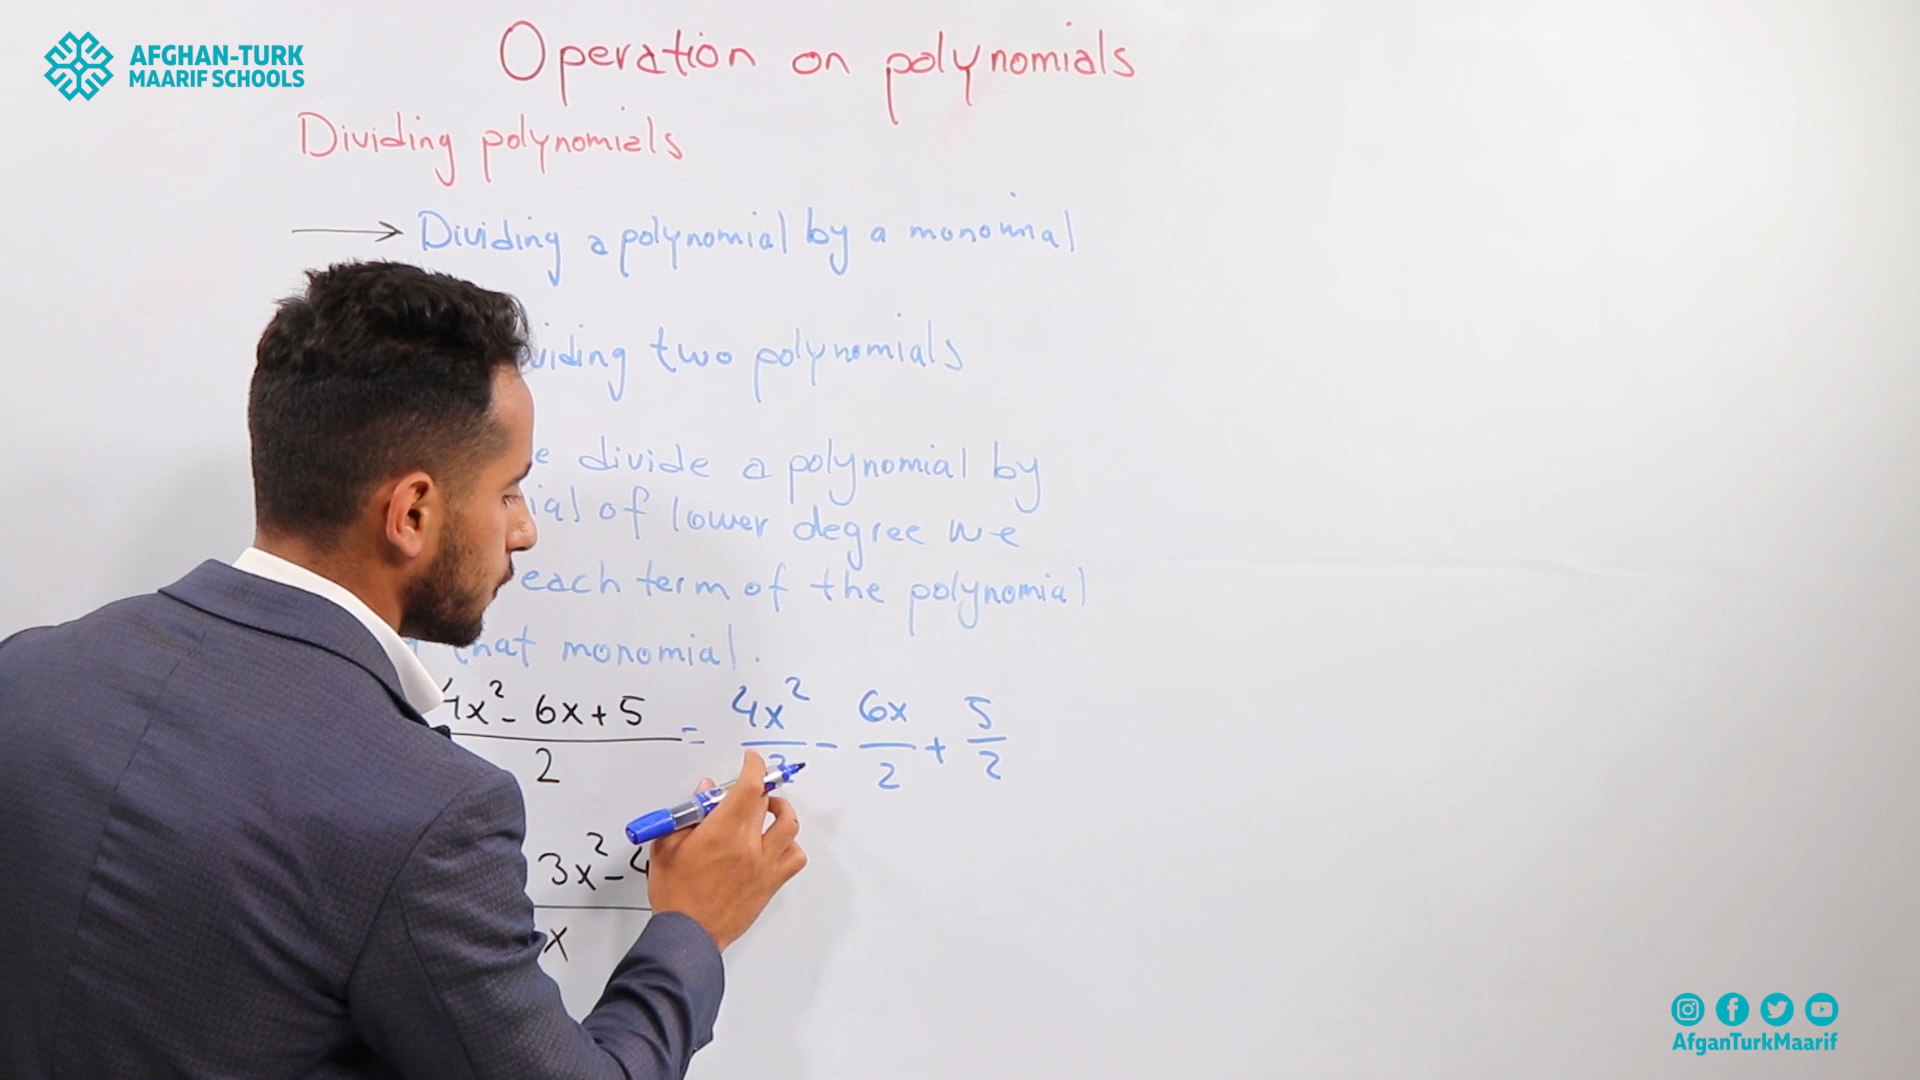 AFGHAN-TURK
MAARIF SCHOOLS
Operation on polynomials
Dividing polynomials
→ Dividing a polynomial by a monomial
two polynomials
divide a polynomial by
of lower degree we
each term of the polynomial
that monomial.
4x² - 6x + 5 / 2 = 4x² / 2 - 6x / 2 + 5 / 2
3x² - 4
x
AfganTurkMaarif